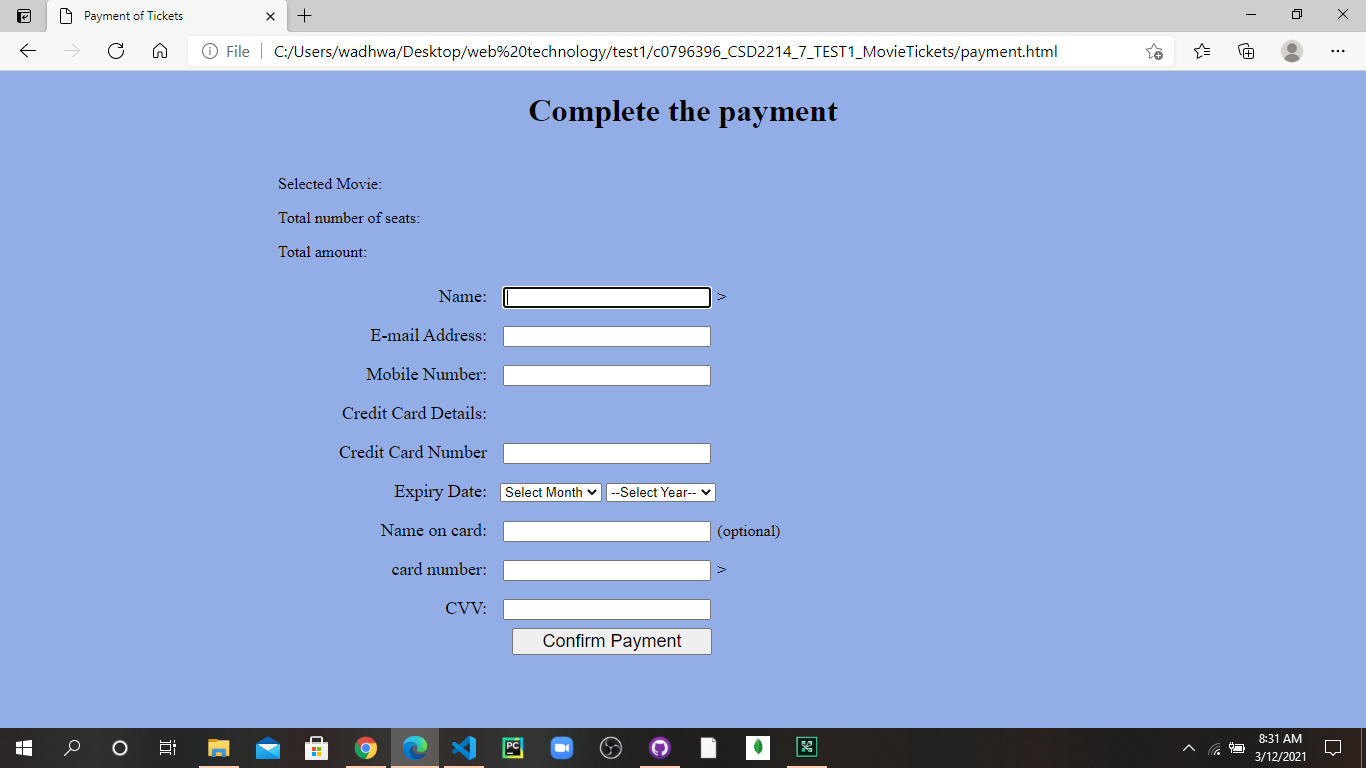 Payment of Tickets
File C:/Users/wadhwa/Desktop/web%20technology/test1/c0796396_CSD2214_7_TEST1_MovieTickets/payment.html
Complete the payment
Selected Movie:
Total number of seats:
Total amount:
Name: >
E-mail Address:
Mobile Number:
Credit Card Details:
Credit Card Number
Expiry Date: Select Month --Select Year--
Name on card: (optional)
card number: >
CVV:
Confirm Payment
PC
8:31 AM
3/12/2021